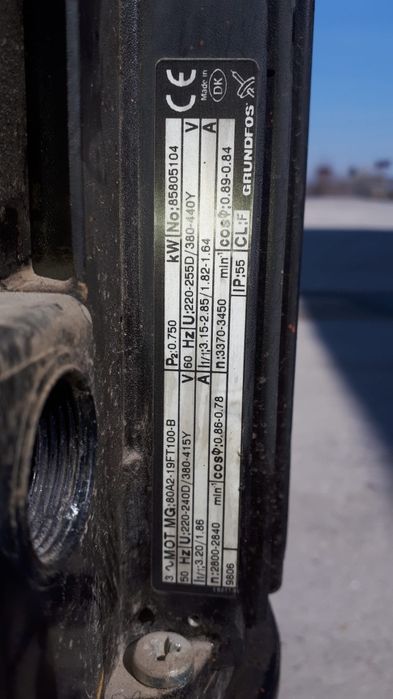 3∿MOT MG:80A2-19FT100-B P₂:0.750 kW No:85805104
50 Hz U:220-240D/380-415Y V 60 Hz U:220-255D/380-440Y V
I1/1:3.20/1.86 A I1/1:3.15-2.85/1.82-1.64 A
n:2800-2840 min⁻¹ cosΦ:0.86-0.78 n:3370-3450 min⁻¹ cosΦ:0.89-0.84
9806 IP:55 CL:F
CE Made in DK
GRUNDFOS